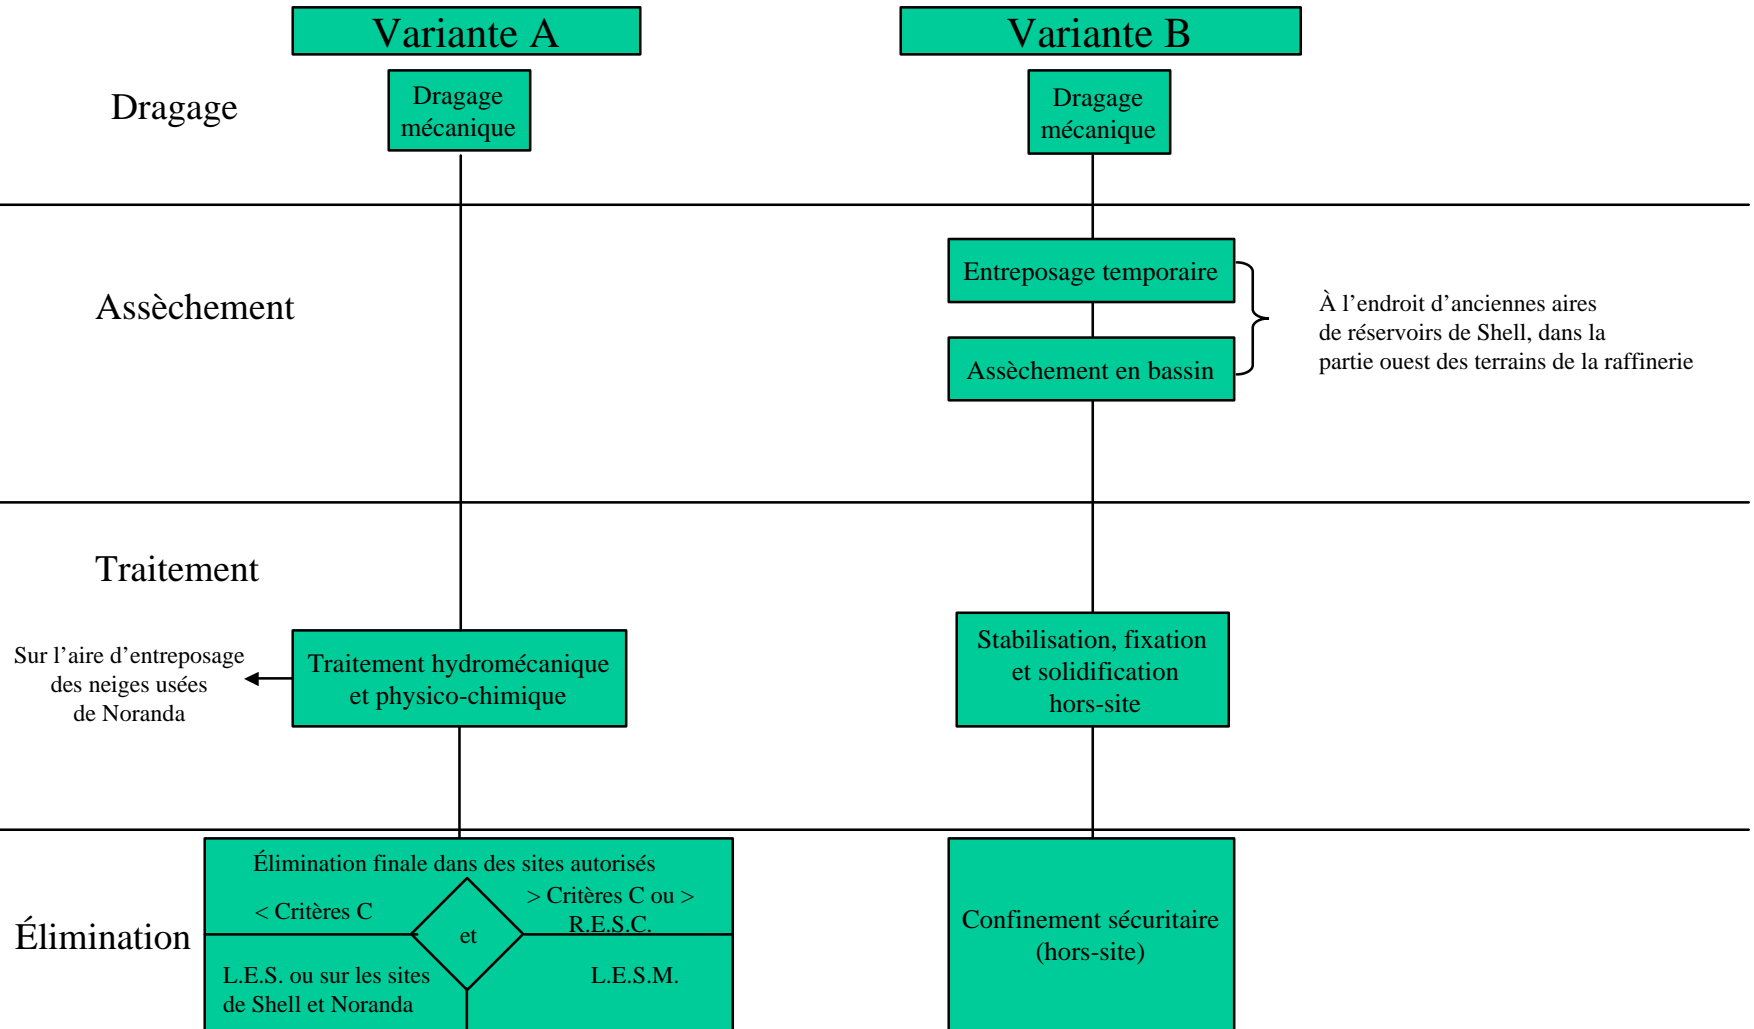 Variante A
Variante B
Dragage
Dragage
mécanique
Dragage
mécanique
Assèchement
Entreposage temporaire
Assèchement en bassin
À l’endroit d’anciennes aires
de réservoirs de Shell, dans la
partie ouest des terrains de la raffinerie
Traitement
Sur l’aire d’entreposage
des neiges usées
de Noranda
Traitement hydromécanique
et physico-chimique
Stabilisation, fixation
et solidification
hors-site
Élimination
Élimination finale dans des sites autorisés
< Critères C
et
> Critères C ou >
R.E.S.C.
L.E.S. ou sur les sites
de Shell et Noranda
L.E.S.M.
Confinement sécuritaire
(hors-site)